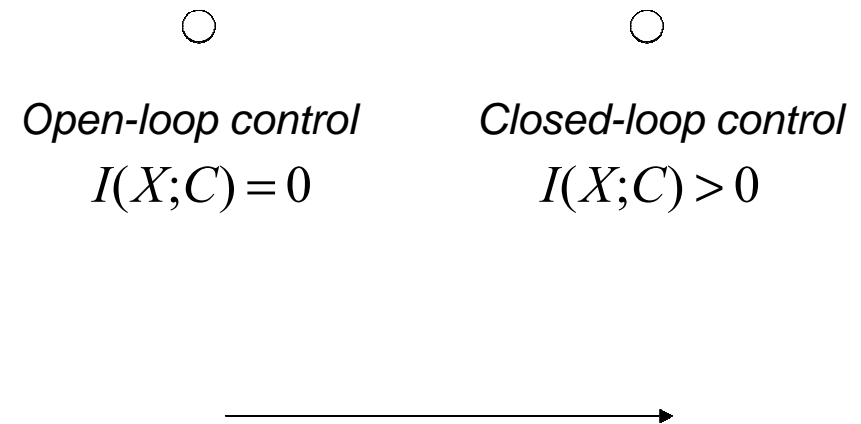 Open-loop control
I(X;C) = 0
Closed-loop control
I(X;C) > 0